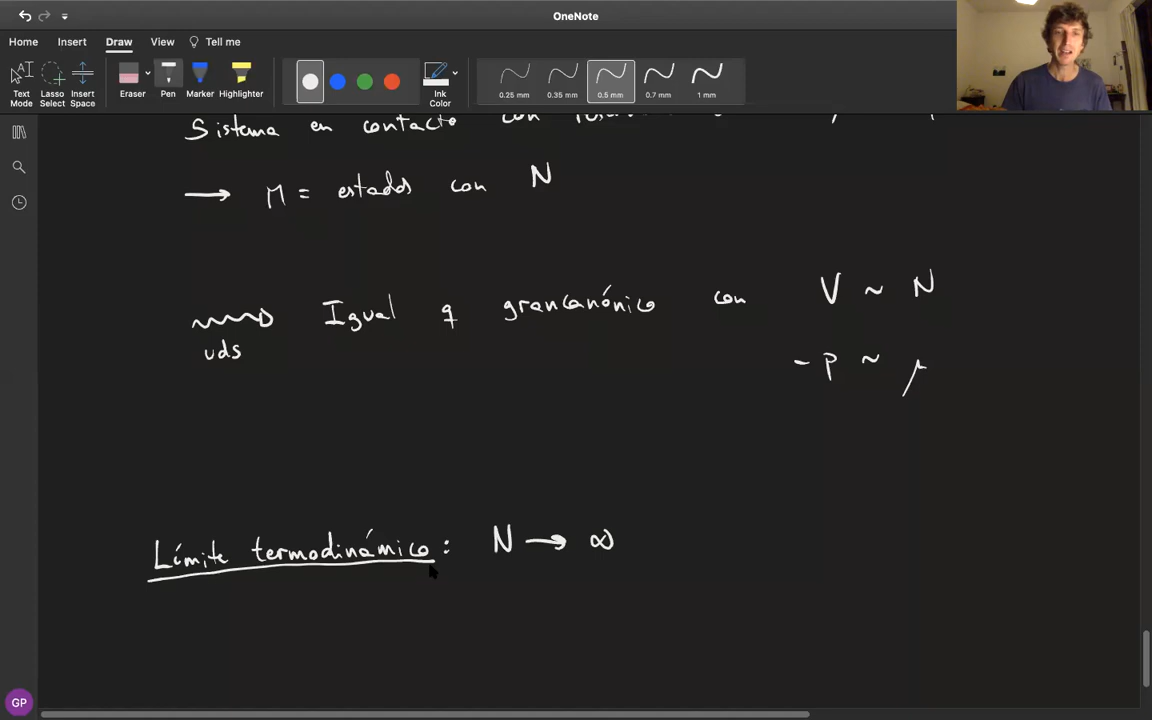 OneNote
Home Insert Draw View Tell me
Text Mode Lasso Select Insert Space Eraser Pen Marker Highlighter Ink Color 0.25 mm 0.35 mm 0.5 mm 0.7 mm 1 mm
Sistema en contacto con
→ M = estados con N
Igual q grancanónico con V ~ N
uds
- p ~ μ
Límite termodinámico: N → ∞
GP